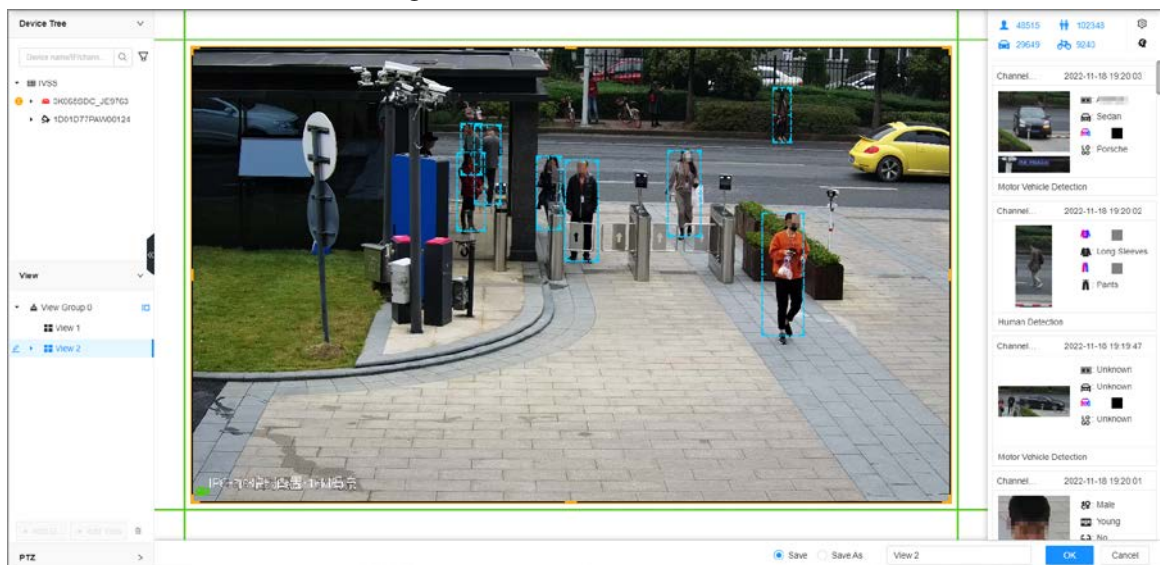 Device Tree
IVSS
View
View Group 0
View 1
View 2
PTZ
48515 102348
29649 9240
Channel... 2022-11-18 19:20:03
Sedan
Porsche
Motor Vehicle Detection
Channel... 2022-11-18 19:20:02
Long Sleeves
Pants
Human Detection
Channel... 2022-11-18 19:19:47
Unknown
Unknown
Unknown
Motor Vehicle Detection
Channel... 2022-11-18 19:20:01
Male
Young
No
Save Save As View 2 OK Cancel